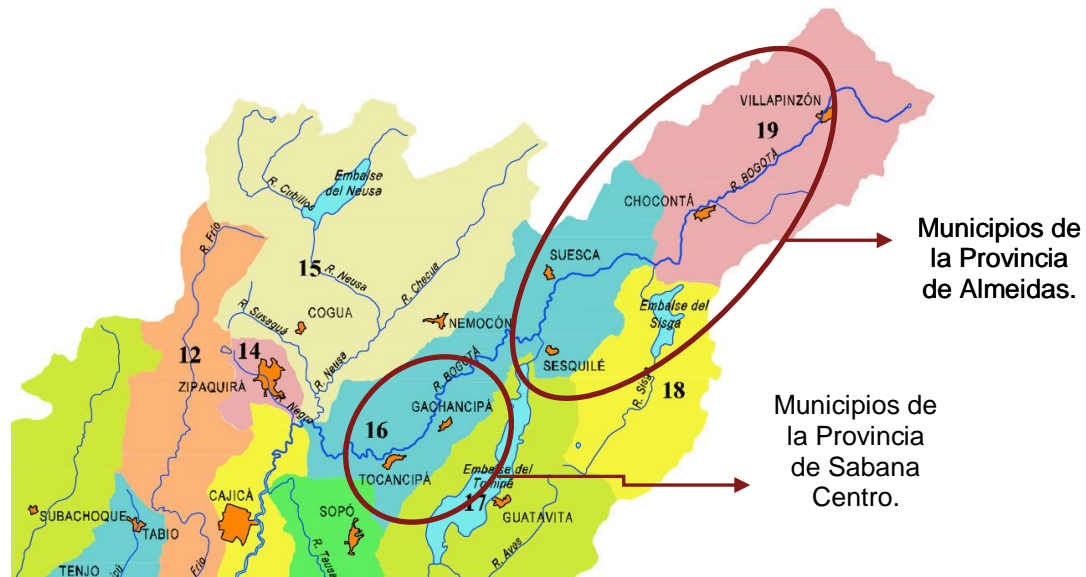 VILLAPINZÓN
19
R. BOGOTÁ
CHOCONTÁ
Municipios de
la Provincia
de Almeidas.
R. Cubillos
Embalse
del Neusa
R. Frío
15
R. Neusa
R. Checua
SUESCA
Embalse del
Sisga
R. Susaguá
COGUA
NEMOCÓN
12
14
ZIPAQUIRÁ
R. Negro
R. Neusa
R. BOGOTÁ
SESQUILÉ
R. Sisga
18
GACHANCIPÁ
16
TOCANCIPÁ
Municipios de
la Provincia
de Sabana
Centro.
Embalse del
Tominé
17
GUATAVITA
SUBACHOQUE
TABIO
CAJICÁ
SOPÓ
R. Teusa
R. Aves
TENJO
Frío